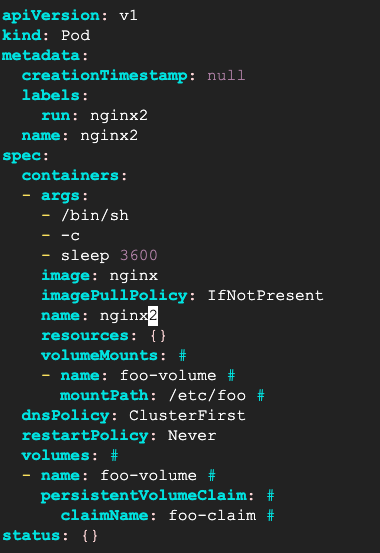 apiVersion: v1
kind: Pod
metadata:
  creationTimestamp: null
  labels:
    run: nginx2
  name: nginx2
spec:
  containers:
  - args:
    - /bin/sh
    - -c
    - sleep 3600
    image: nginx
    imagePullPolicy: IfNotPresent
    name: nginx2
    resources: {}
    volumeMounts: #
    - name: foo-volume #
      mountPath: /etc/foo #
  dnsPolicy: ClusterFirst
  restartPolicy: Never
  volumes: #
  - name: foo-volume #
    persistentVolumeClaim: #
      claimName: foo-claim #
status: {}